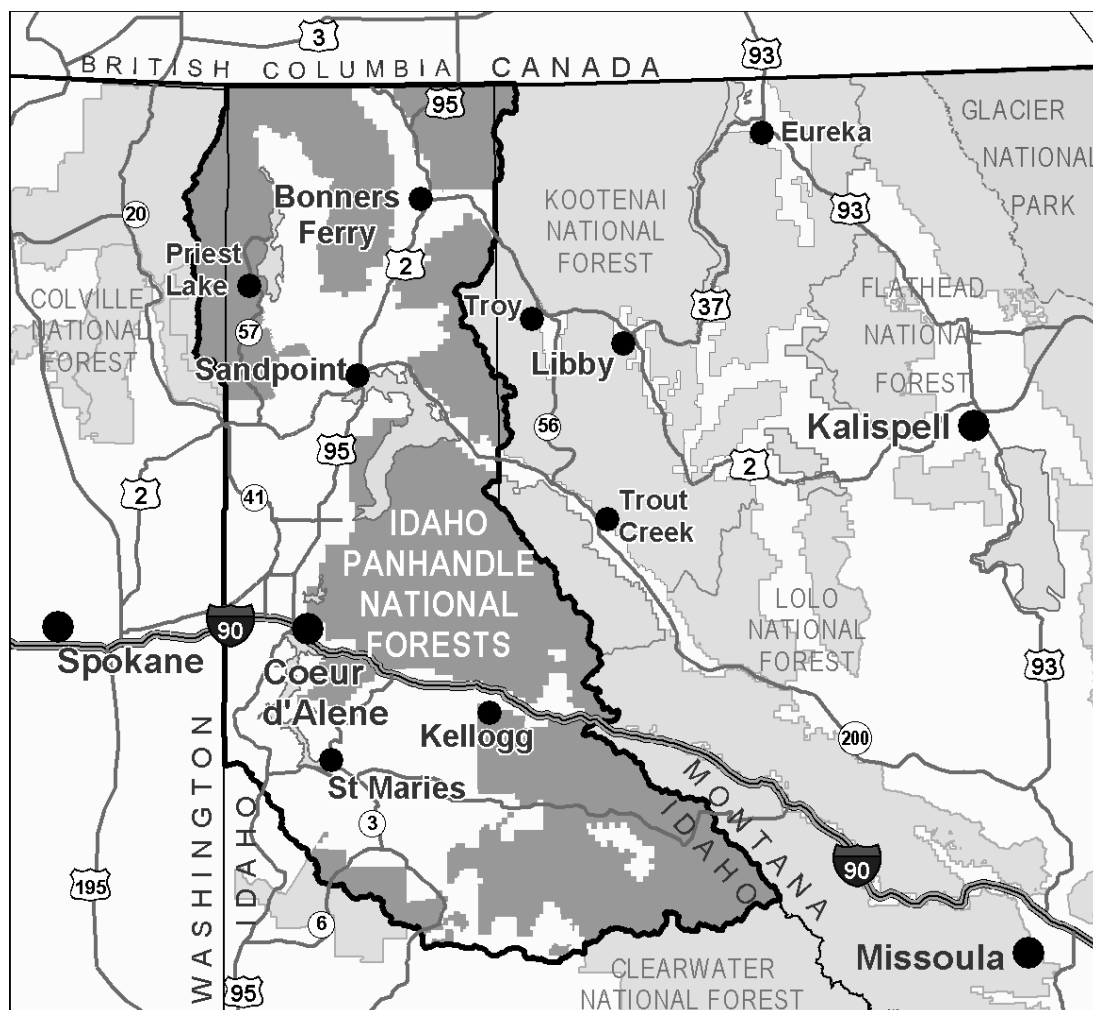 3
93
BRITISH COLUMBIA CANADA
95
GLACIER
NATIONAL
PARK
Eureka
Bonners
Ferry
KOOTENAI
NATIONAL
FOREST
93
20
2
Priest
Lake
COLVILLE
NATIONAL
FOREST
57
Troy
37
FLATHEAD
NATIONAL
FOREST
Libby
Sandpoint
56
Kalispell
95
2
2
41
Trout
Creek
IDAHO
PANHANDLE
NATIONAL
FORESTS
LOLO
NATIONAL
FOREST
90
Spokane
93
Coeur
d'Alene
Kellogg
200
St Maries
MONTANA
IDAHO
WASHINGTON
IDAHO
3
90
195
6
Missoula
CLEARWATER
NATIONAL FOREST
95